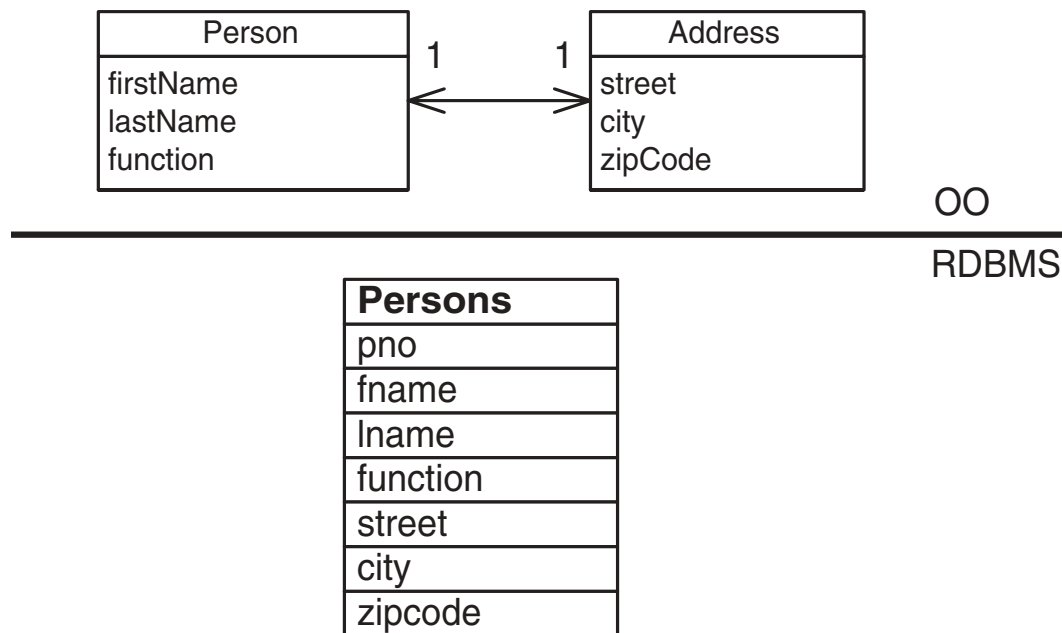 Person
firstName
lastName
function
1
1
Address
street
city
zipCode
OO
RDBMS
Persons
pno
fname
lname
function
street
city
zipcode